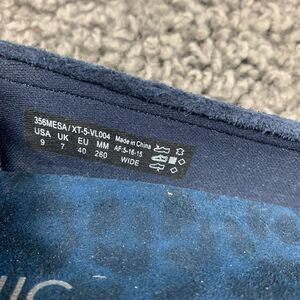 356MESA/XT-5-VL004
USA UK EU MM Made in China
9 7 40 260 AF-5-16-15
WIDE